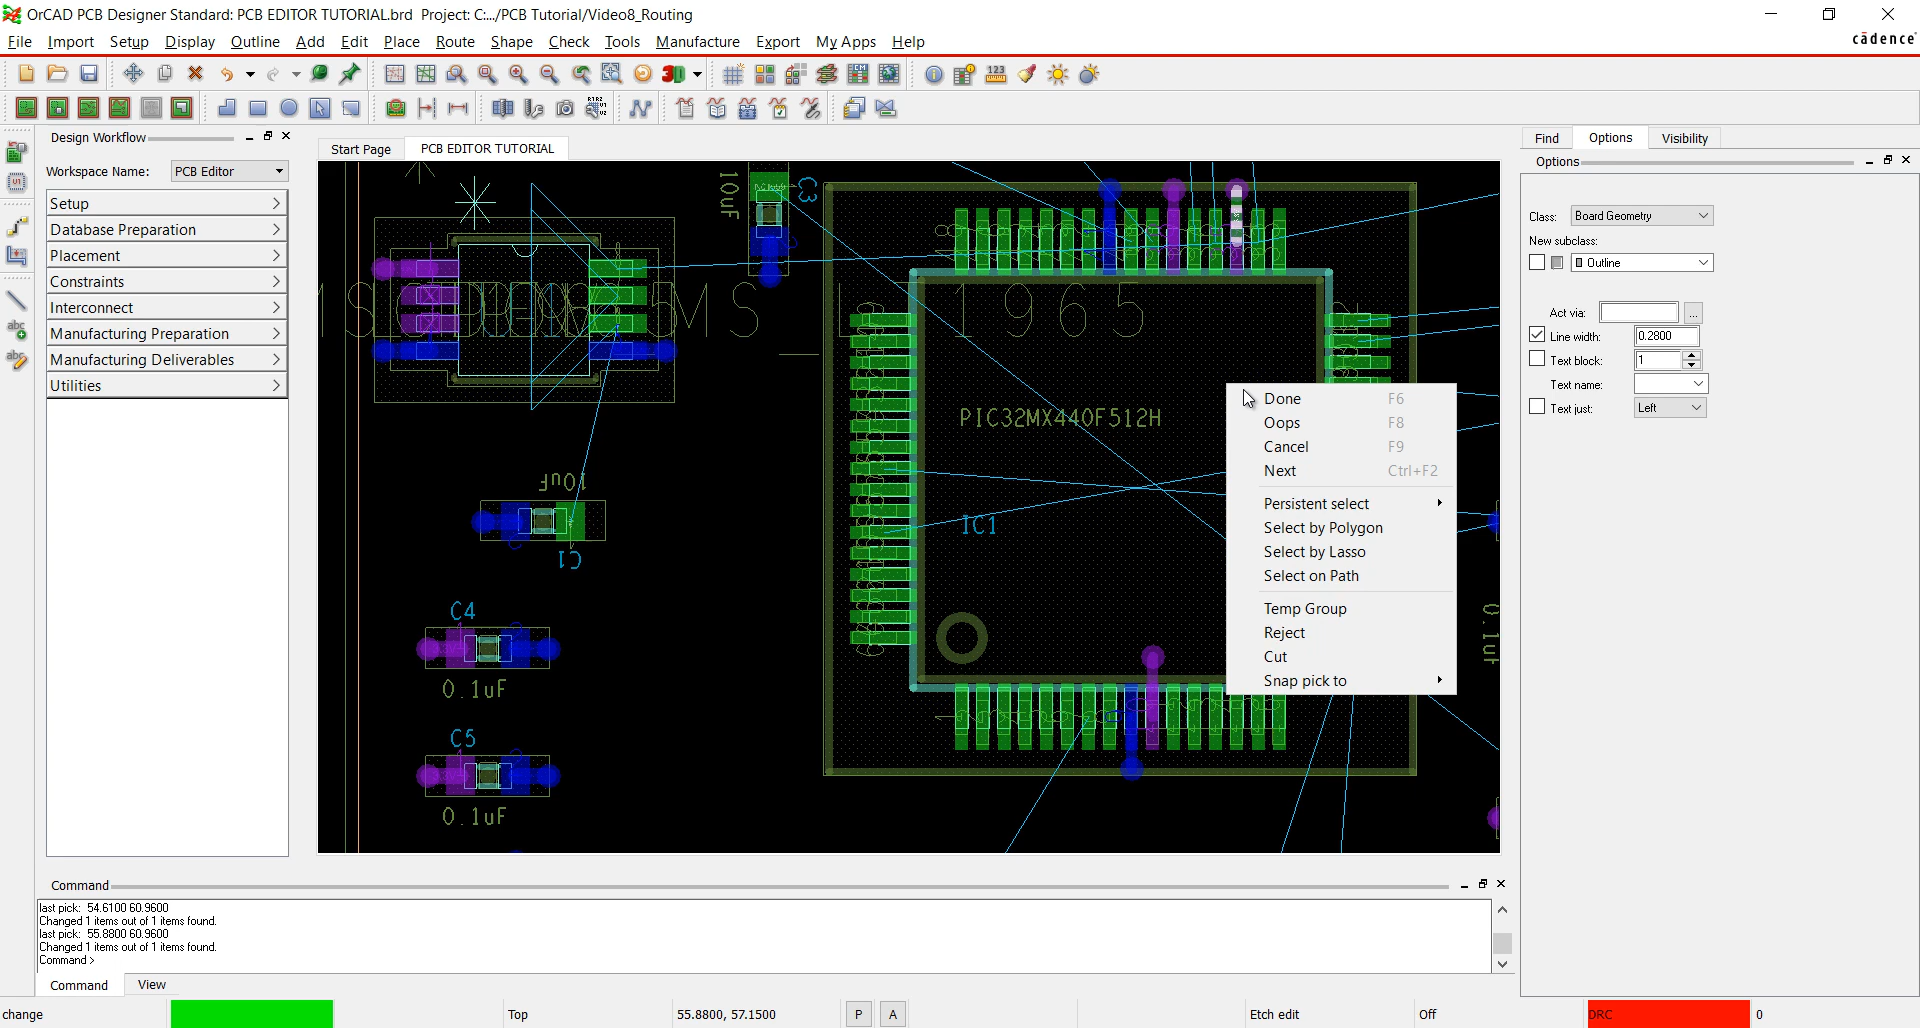 OrCAD PCB Designer Standard: PCB EDITOR TUTORIAL.brd Project: C:.../PCB Tutorial/Video8_Routing
File Import Setup Display Outline Add Edit Place Route Shape Check Tools Manufacture Export My Apps Help
cādence
3D
Design Workflow
Workspace Name: PCB Editor
Setup
Database Preparation
Placement
Constraints
Interconnect
Manufacturing Preparation
Manufacturing Deliverables
Utilities
Start Page PCB EDITOR TUTORIAL
10uF
C3
1965
PIC32MX440F512H
IC1
10uF
C1
C4
0.1uF
C5
0.1uF
0.1uF
Done F6
Oops F8
Cancel F9
Next Ctrl+F2
Persistent select
Select by Polygon
Select by Lasso
Select on Path
Temp Group
Reject
Cut
Snap pick to
Find Options Visibility
Options
Class: Board Geometry
New subclass:
Outline
Act via: ...
Line width: 0.2800
Text block: 1
Text name:
Text just: Left
Command
last pick: 54.6100 60.9600
Changed 1 items out of 1 items found.
last pick: 55.8800 60.9600
Changed 1 items out of 1 items found.
Command >
Command View
change Top 55.8800, 57.1500 P A Etch edit Off DRC 0